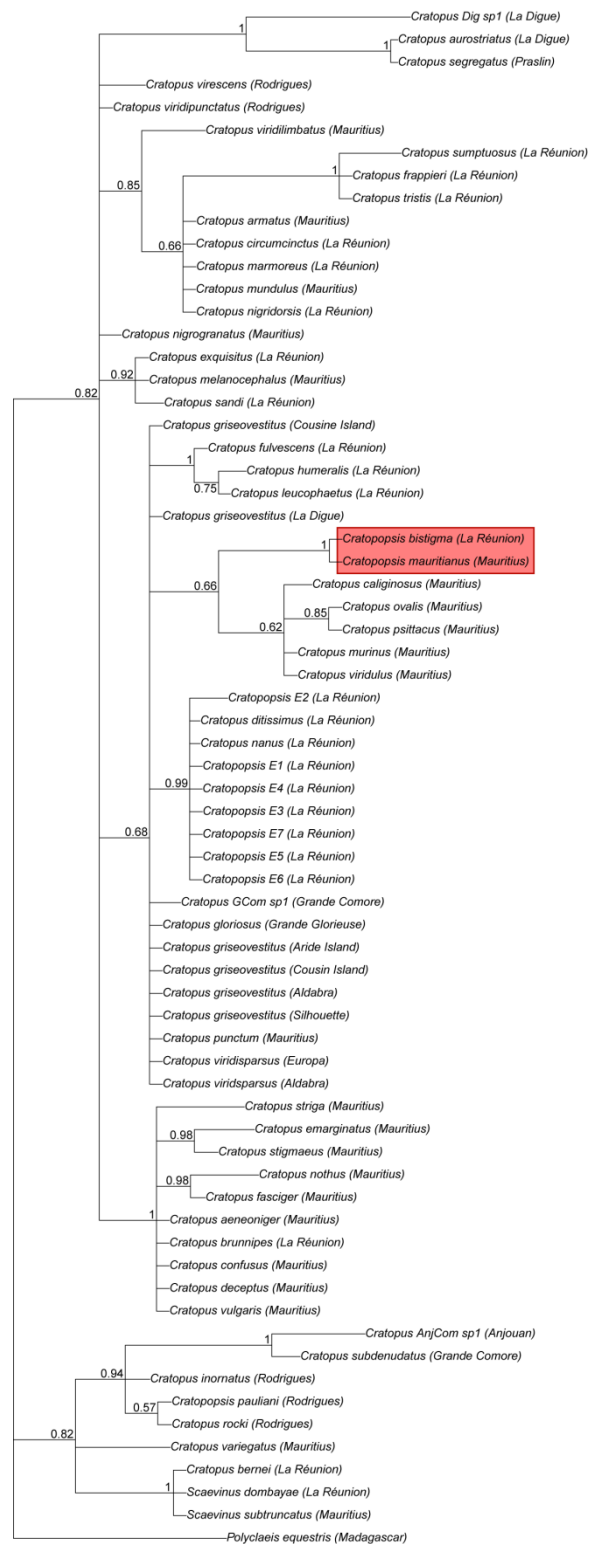 Cratopus Dig sp1 (La Digue)
1
Cratopus aurostriatus (La Digue)
1
Cratopus segregatus (Praslin)
Cratopus virescens (Rodrigues)
Cratopus viridipunctatus (Rodrigues)
Cratopus viridilimbatus (Mauritius)
Cratopus sumptuosus (La Réunion)
1
Cratopus frappieri (La Réunion)
0.85
Cratopus tristis (La Réunion)
Cratopus armatus (Mauritius)
Cratopus circumcinctus (La Réunion)
0.66
Cratopus marmoreus (La Réunion)
Cratopus mundulus (Mauritius)
Cratopus nigridorsis (La Réunion)
Cratopus nigrogranatus (Mauritius)
Cratopus exquisitus (La Réunion)
0.92
Cratopus melanocephalus (Mauritius)
0.82
Cratopus sandi (La Réunion)
Cratopus griseovestitus (Cousine Island)
Cratopus fulvescens (La Réunion)
1
Cratopus humeralis (La Réunion)
0.75
Cratopus leucophaetus (La Réunion)
Cratopus griseovestitus (La Digue)
Cratopopsis bistigma (La Réunion)
1
Cratopopsis mauritianus (Mauritius)
0.66
Cratopus caliginosus (Mauritius)
Cratopus ovalis (Mauritius)
0.85
Cratopus psittacus (Mauritius)
0.62
Cratopus murinus (Mauritius)
Cratopus viridulus (Mauritius)
Cratopopsis E2 (La Réunion)
Cratopus ditissimus (La Réunion)
Cratopus nanus (La Réunion)
Cratopopsis E1 (La Réunion)
0.99
Cratopopsis E4 (La Réunion)
Cratopopsis E3 (La Réunion)
0.68
Cratopopsis E7 (La Réunion)
Cratopopsis E5 (La Réunion)
Cratopopsis E6 (La Réunion)
Cratopus GCom sp1 (Grande Comore)
Cratopus gloriosus (Grande Glorieuse)
Cratopus griseovestitus (Aride Island)
Cratopus griseovestitus (Cousin Island)
Cratopus griseovestitus (Aldabra)
Cratopus griseovestitus (Silhouette)
Cratopus punctum (Mauritius)
Cratopus viridisparsus (Europa)
Cratopus viridsparsus (Aldabra)
Cratopus striga (Mauritius)
Cratopus emarginatus (Mauritius)
0.98
Cratopus stigmaeus (Mauritius)
Cratopus nothus (Mauritius)
0.98
Cratopus fasciger (Mauritius)
1
Cratopus aeneoniger (Mauritius)
Cratopus brunnipes (La Réunion)
Cratopus confusus (Mauritius)
Cratopus deceptus (Mauritius)
Cratopus vulgaris (Mauritius)
Cratopus AnjCom sp1 (Anjouan)
1
Cratopus subdenudatus (Grande Comore)
0.94
Cratopus inornatus (Rodrigues)
Cratopopsis pauliani (Rodrigues)
0.57
Cratopus rocki (Rodrigues)
0.82
Cratopus variegatus (Mauritius)
Cratopus bernei (La Réunion)
1
Scaevinus dombayae (La Réunion)
Scaevinus subtruncatus (Mauritius)
Polyclaeis equestris (Madagascar)